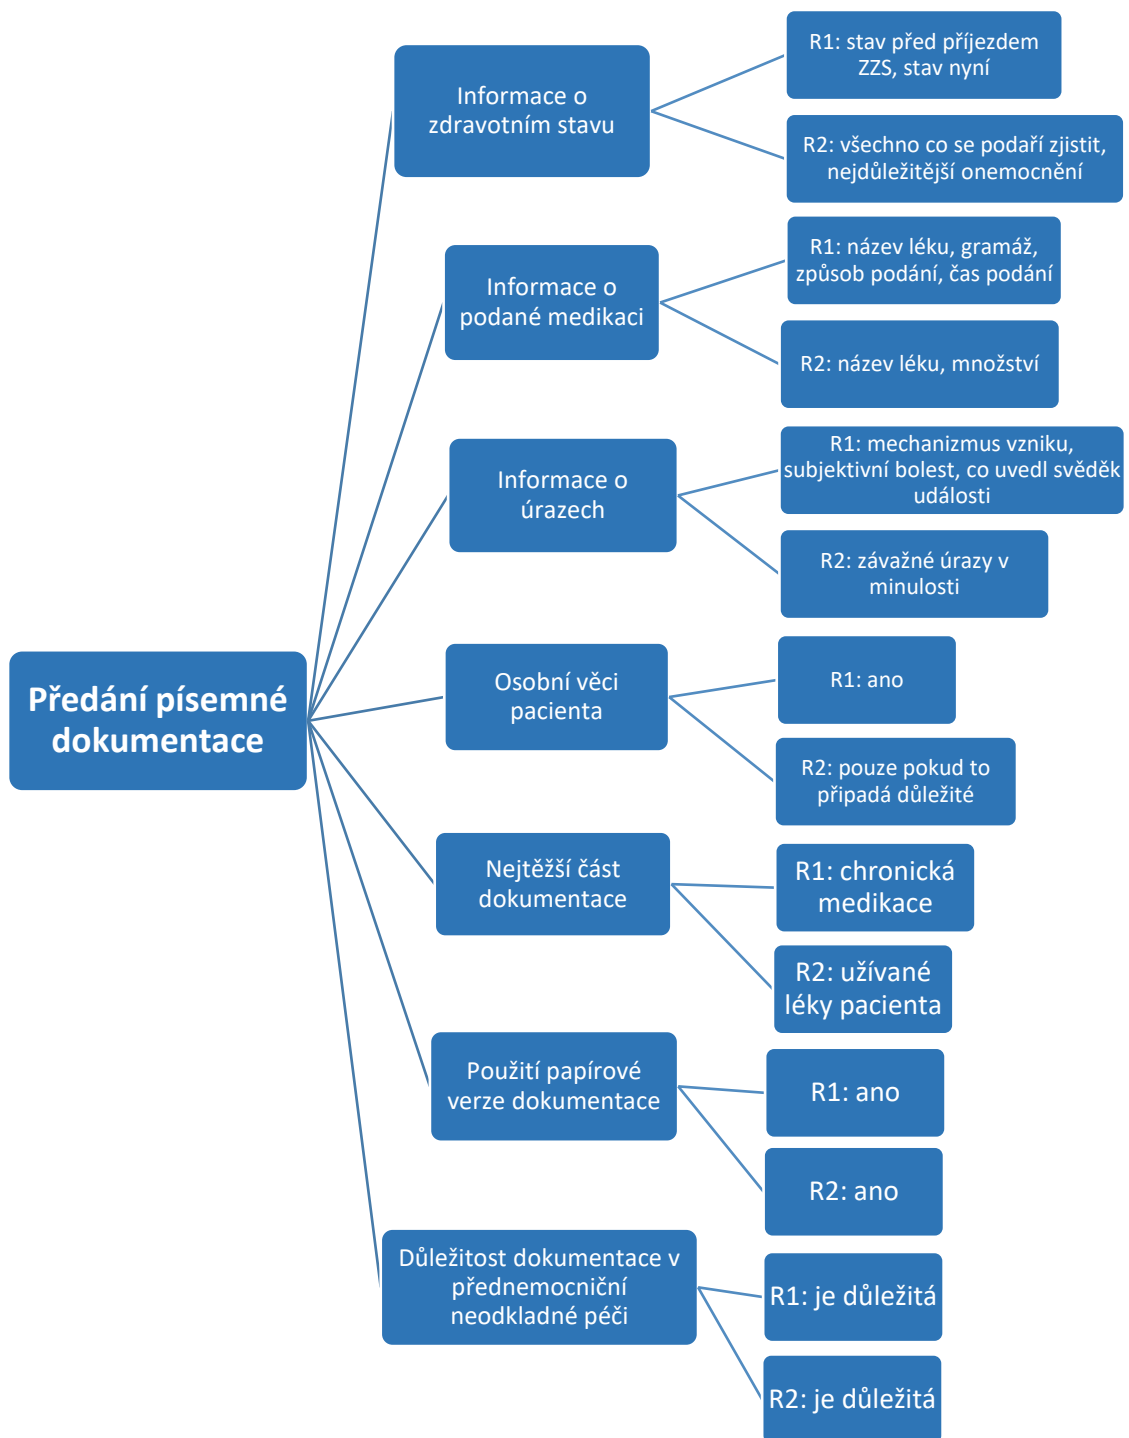 Předání písemné
dokumentace
Informace o
zdravotním stavu
R1: stav před příjezdem
ZZS, stav nyní
R2: všechno co se podaří zjistit,
nejdůležitější onemocnění
Informace o
podané medikaci
R1: název léku, gramáž,
způsob podání, čas podání
R2: název léku, množství
Informace o
úrazech
R1: mechanizmus vzniku,
subjektivní bolest, co uvedl svěděk
události
R2: závažné úrazy v
minulosti
Osobní věci
pacienta
R1: ano
R2: pouze pokud to
připadá důležité
Nejtěžší část
dokumentace
R1: chronická
medikace
R2: užívané
léky pacienta
Použití papírové
verze dokumentace
R1: ano
R2: ano
Důležitost dokumentace v
přednemocniční
neodkladné péči
R1: je důležitá
R2: je důležitá